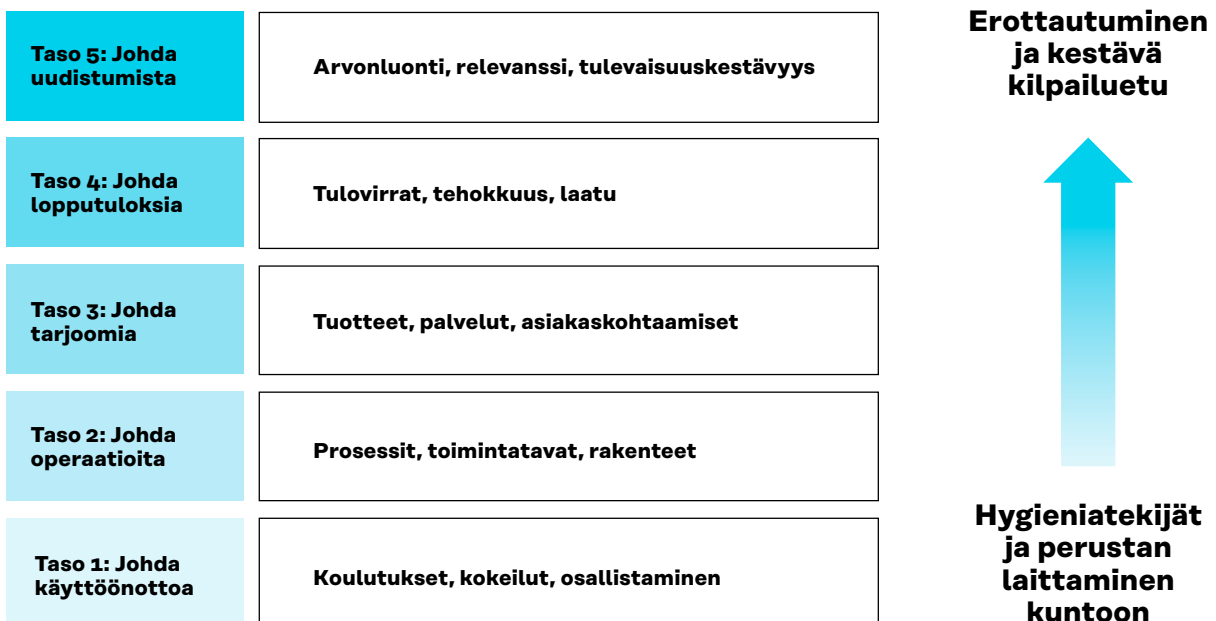 Erottautuminen
ja kestävä
kilpailuetu
Taso 5: Johda
uudistumista
Arvonluonti, relevanssi, tulevaisuuskestävyys
Taso 4: Johda
lopputuloksia
Tulovirrat, tehokkuus, laatu
Taso 3: Johda
tarjoomia
Tuotteet, palvelut, asiakaskohtaamiset
Taso 2: Johda
operaatioita
Prosessit, toimintatavat, rakenteet
Taso 1: Johda
käyttöönottoa
Koulutukset, kokeilut, osallistaminen
Hygieniatekijät
ja perustan
laittaminen
kuntoon